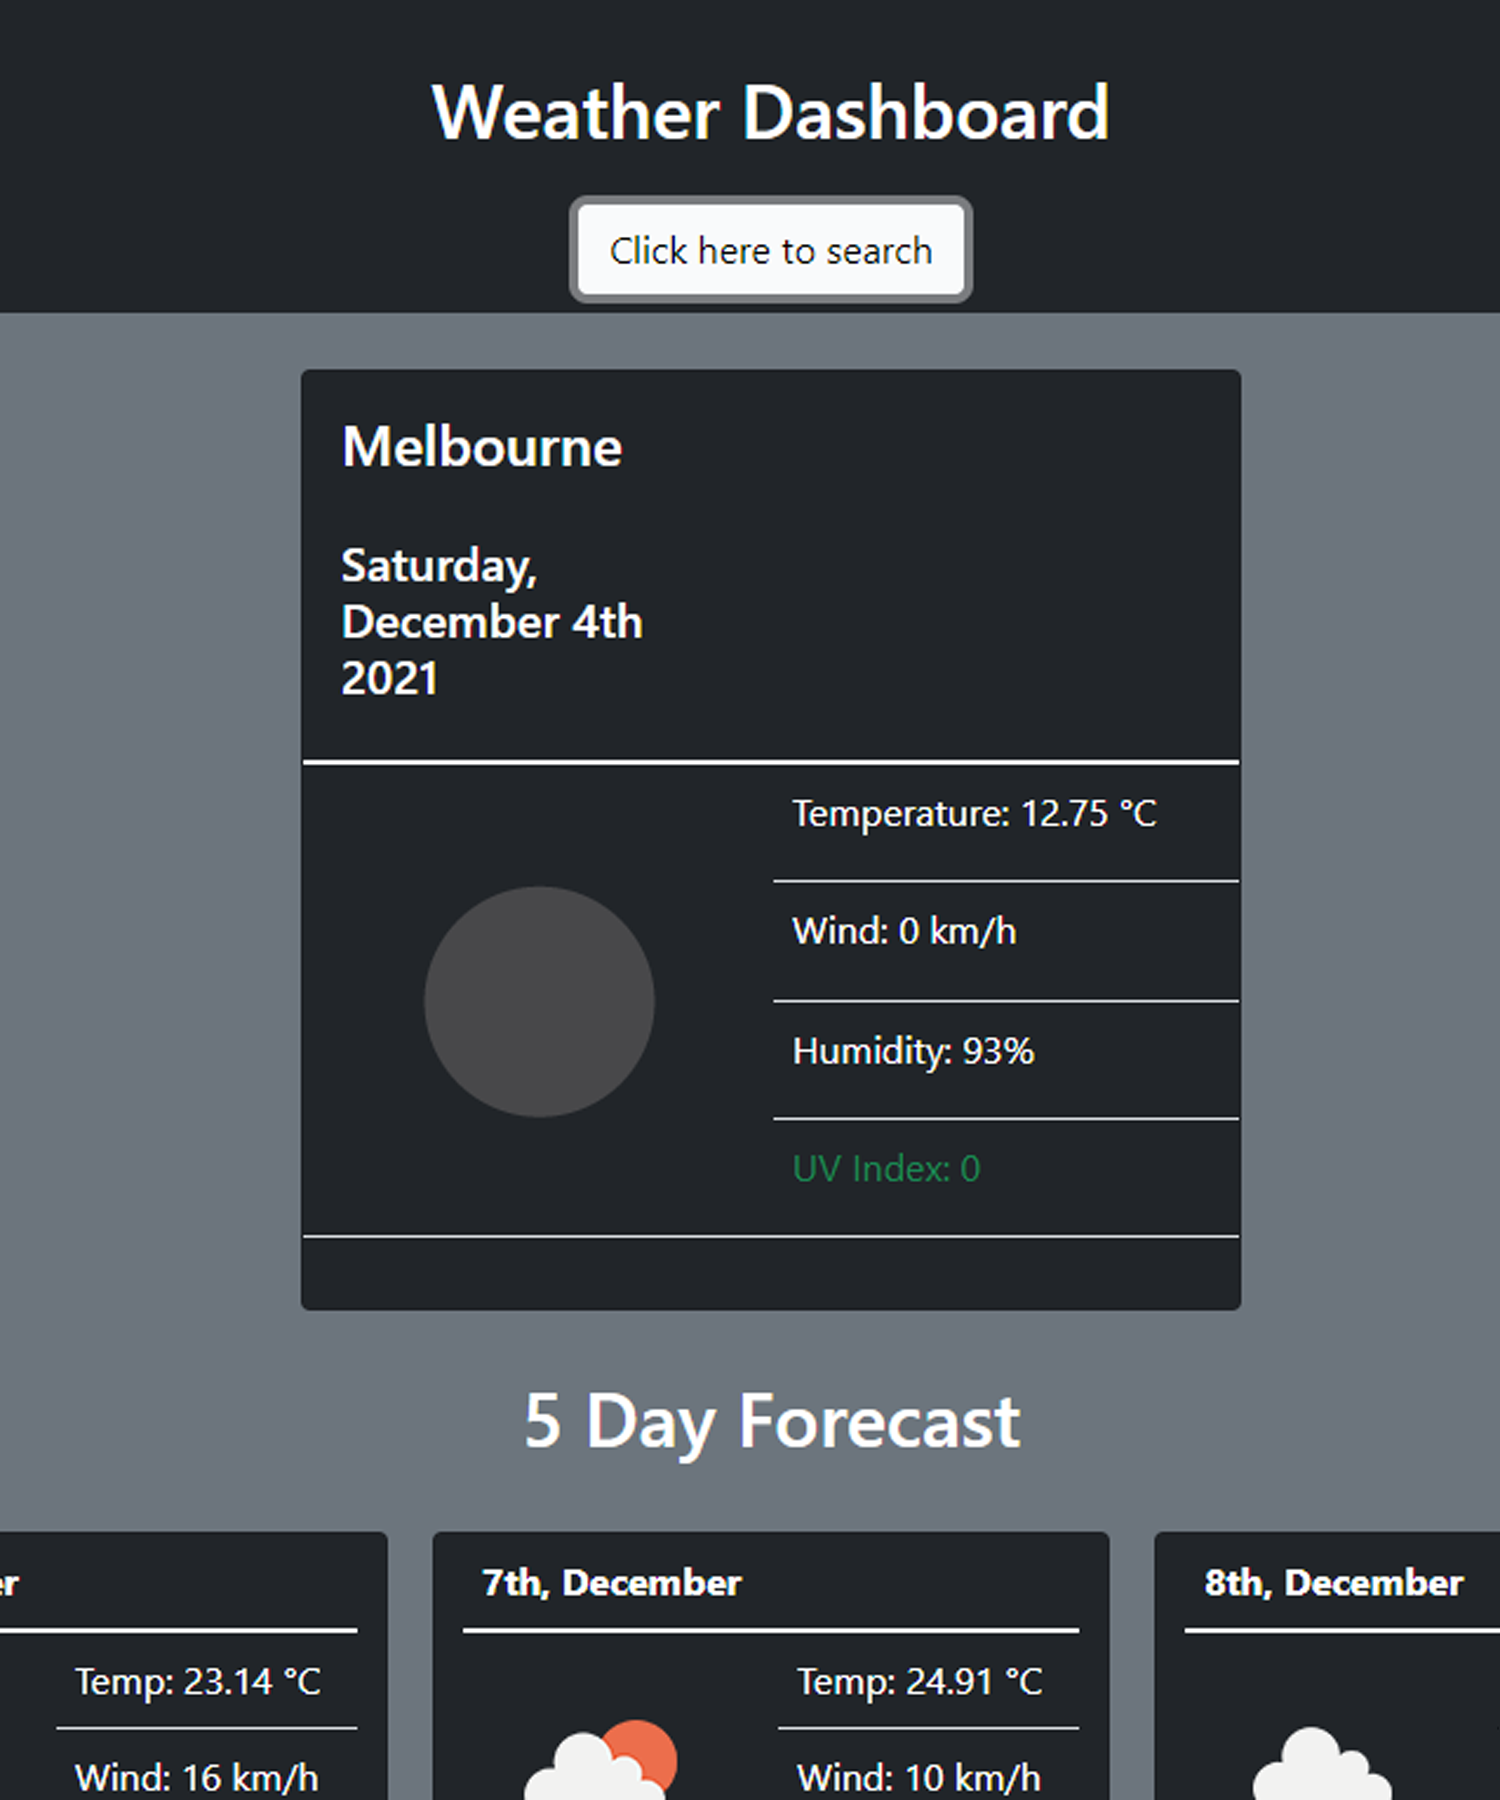 Weather Dashboard
Click here to search
Melbourne
Saturday,
December 4th
2021
Temperature: 12.75 °C
Wind: 0 km/h
Humidity: 93%
UV Index: 0
5 Day Forecast
Temp: 23.14 °C
Wind: 16 km/h
7th, December
Temp: 24.91 °C
Wind: 10 km/h
8th, December